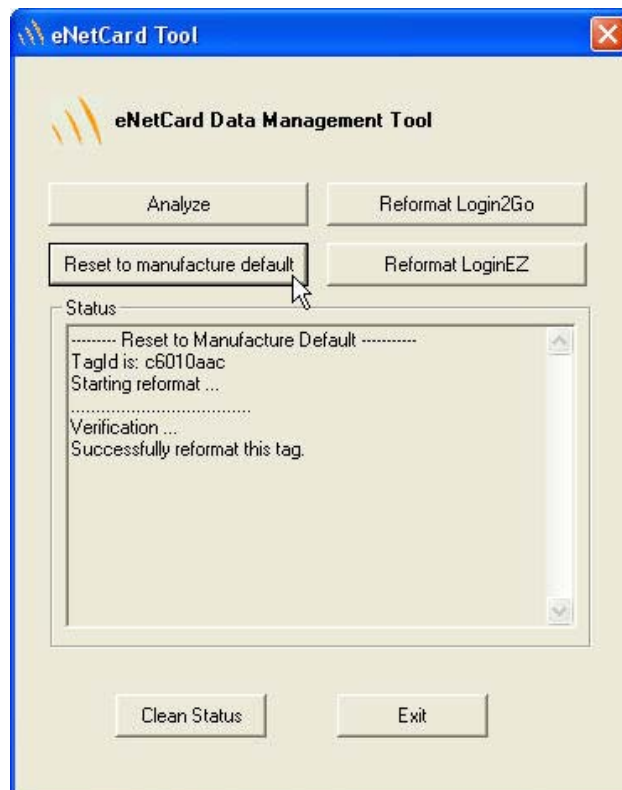 eNetCard Tool
eNetCard Data Management Tool
Analyze
Reformat Login2Go
Reset to manufacture default
Reformat LoginEZ
Status
--------- Reset to Manufacture Default ----------
TagId is: c6010aac
Starting reformat ...
..................................
Verification ...
Successfully reformat this tag.
Clean Status
Exit